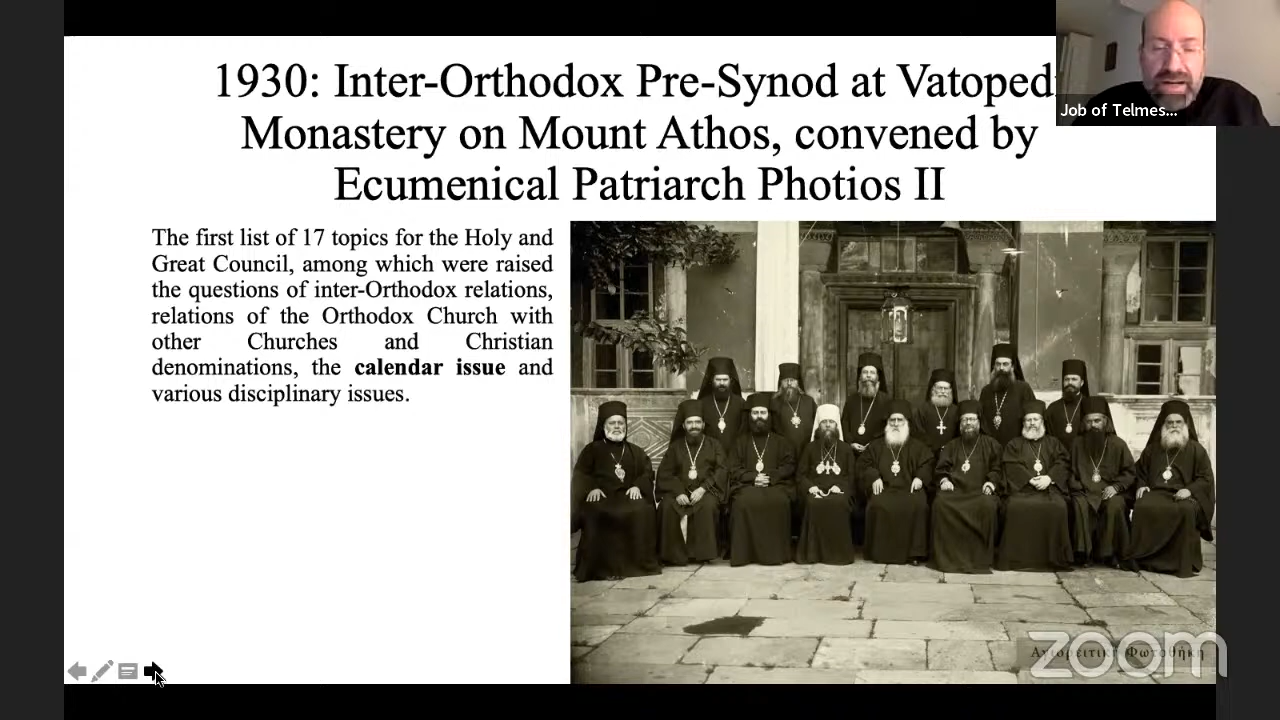 1930: Inter-Orthodox Pre-Synod at Vatopedi
Monastery on Mount Athos, convened by
Ecumenical Patriarch Photios II
Job of Telmes...
The first list of 17 topics for the Holy and
Great Council, among which were raised
the questions of inter-Orthodox relations,
relations of the Orthodox Church with
other Churches and Christian
denominations, the calendar issue and
various disciplinary issues.
Αγιορειτική Φωτοθήκη
zoom